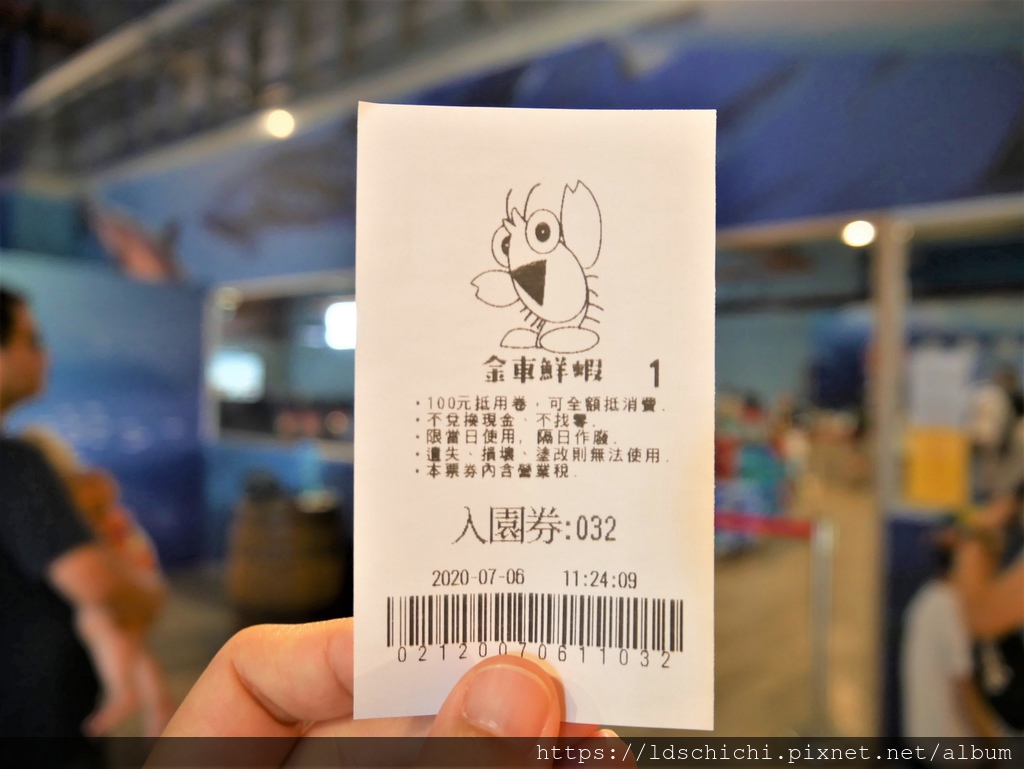 金車鮮蝦 1
・100元抵用卷，可全額抵消費.
・不兌換現金、不找零.
・限當日使用, 隔日作廢.
・遺失、損壞、塗改則無法使用.
・本票券內含營業稅.
入園券:032
2020-07-06 11:24:09
02120070611032
https://ldschichi.pixnet.net/album